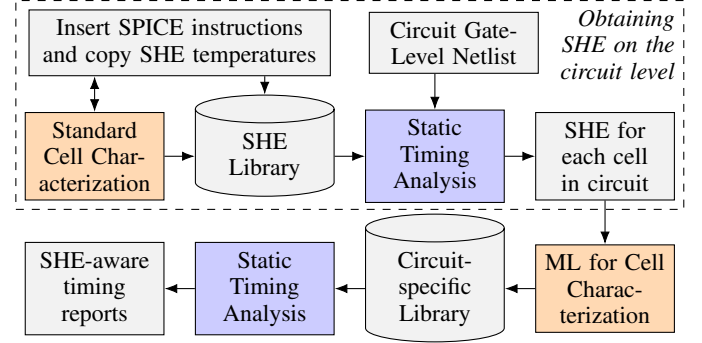 Insert SPICE instructions
and copy SHE temperatures
Circuit Gate-
Level Netlist
Obtaining
SHE on the
circuit level
Standard
Cell Char-
acterization
SHE
Library
Static
Timing
Analysis
SHE for
each cell
in circuit
SHE-aware
timing
reports
Static
Timing
Analysis
Circuit-
specific
Library
ML for Cell
Charac-
terization